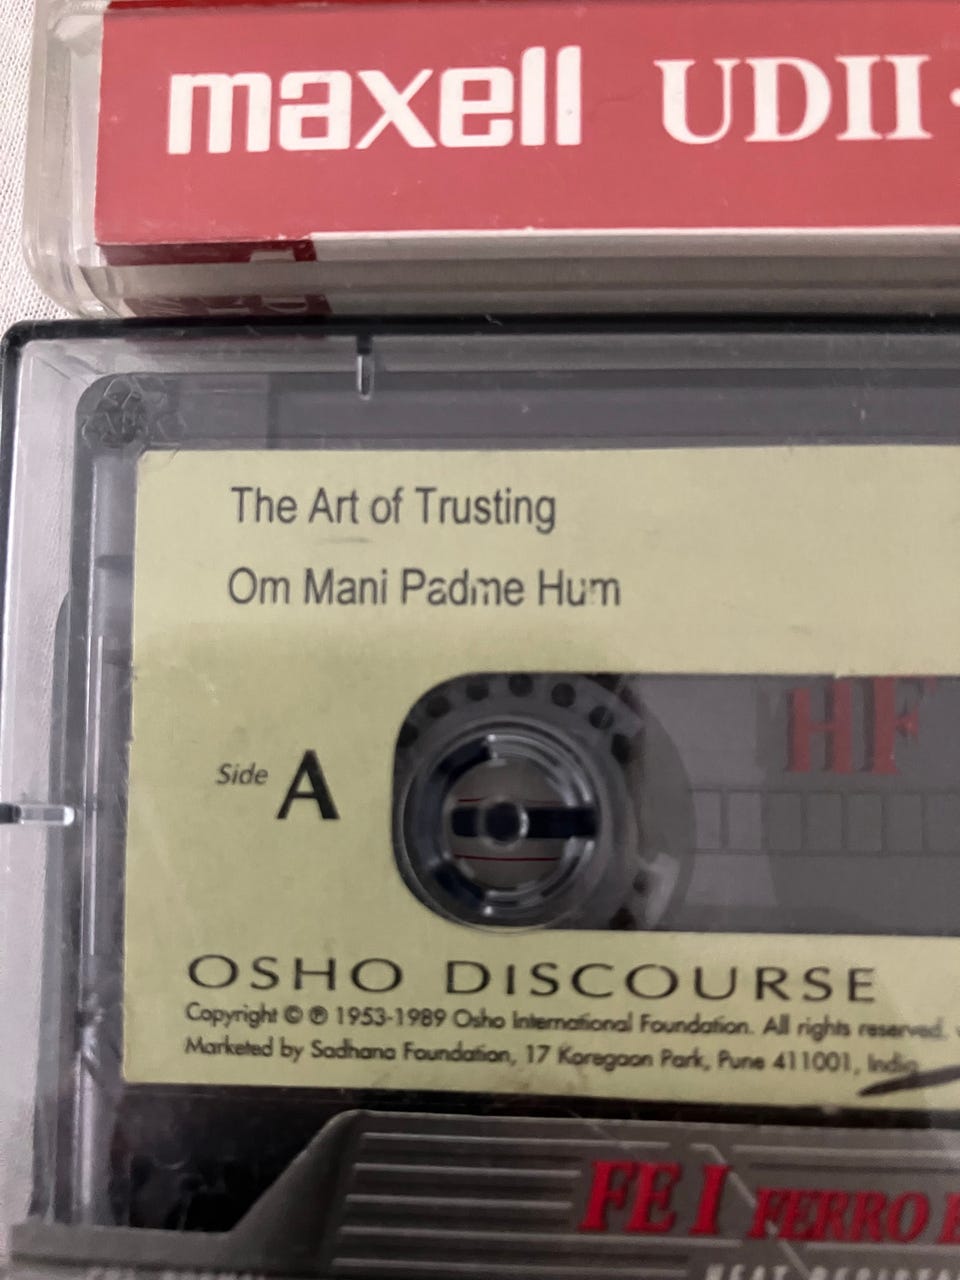 maxell UDII
The Art of Trusting
Om Mani Padme Hum
HF
Side A
OSHO DISCOURSE
Copyright © ℗ 1953-1989 Osho International Foundation. All rights reserved.
Marketed by Sadhana Foundation, 17 Koregaon Park, Pune 411001, India
FE I FERRO